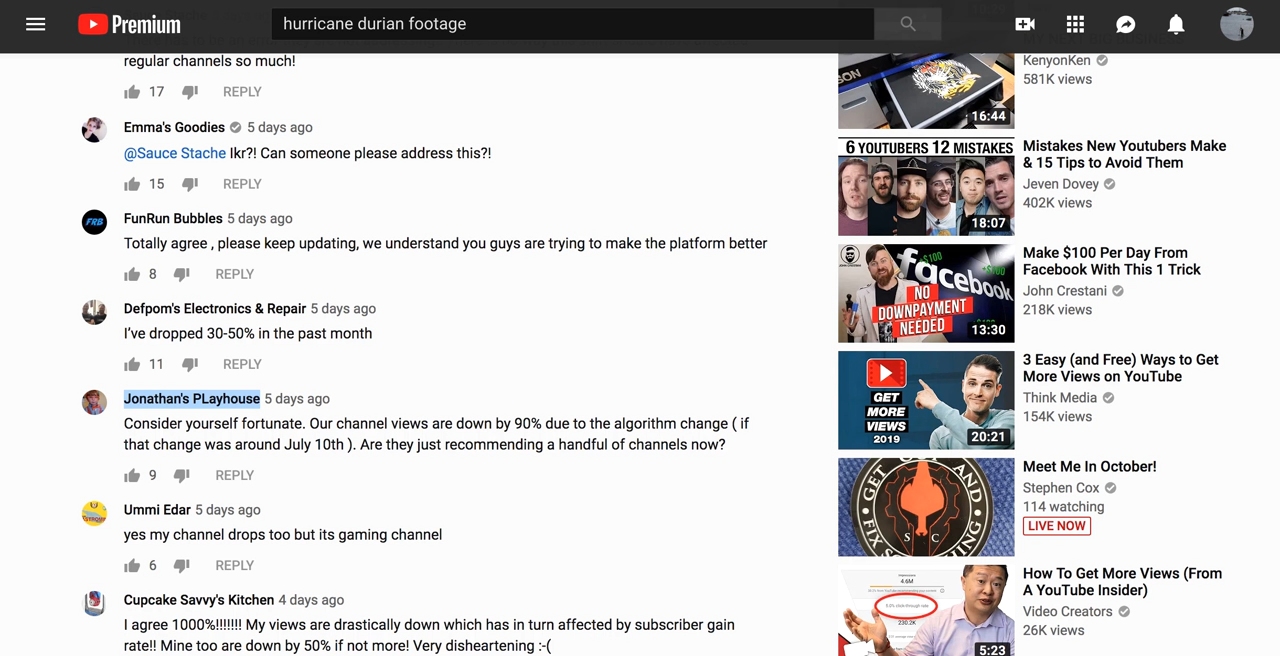 Premium
hurricane durian footage
regular channels so much!
17 REPLY
Emma's Goodies 5 days ago
@Sauce Stache Ikr?! Can someone please address this?!
15 REPLY
FRB
FunRun Bubbles 5 days ago
Totally agree , please keep updating, we understand you guys are trying to make the platform better
8 REPLY
Defpom's Electronics & Repair 5 days ago
I've dropped 30-50% in the past month
11 REPLY
Jonathan's PLayhouse 5 days ago
Consider yourself fortunate. Our channel views are down by 90% due to the algorithm change ( if
that change was around July 10th ). Are they just recommending a handful of channels now?
9 REPLY
Ummi Edar 5 days ago
yes my channel drops too but its gaming channel
6 REPLY
Cupcake Savvy's Kitchen 4 days ago
I agree 1000%!!!!!!! My views are drastically down which has in turn affected by subscriber gain
rate!! Mine too are down by 50% if not more! Very disheartening :-(
16:44
KenyonKen
581K views
6 YOUTUBERS 12 MISTAKES
18:07
Mistakes New Youtubers Make
& 15 Tips to Avoid Them
Jeven Dovey
402K views
+$100
facebook
NO
DOWNPAYMENT
NEEDED
13:30
Make $100 Per Day From
Facebook With This 1 Trick
John Crestani
218K views
GET
MORE
VIEWS
2019
20:21
3 Easy (and Free) Ways to Get
More Views on YouTube
Think Media
154K views
S C
Meet Me In October!
Stephen Cox
114 watching
LIVE NOW
4.6M
230.2K
5:23
How To Get More Views (From
A YouTube Insider)
Video Creators
26K views